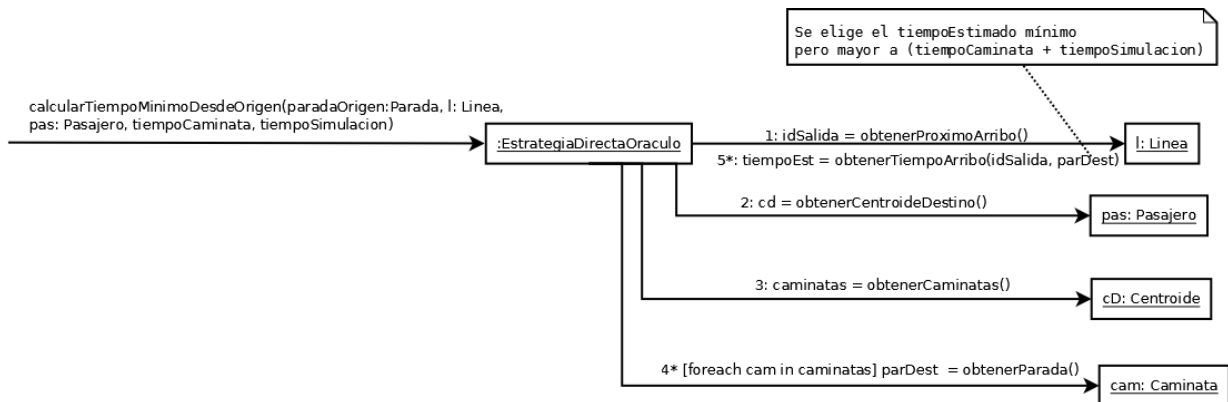 Se elige el tiempoEstimado mínimo
pero mayor a (tiempoCaminata + tiempoSimulacion)
calcularTiempoMinimoDesdeOrigen(paradaOrigen:Parada, l: Linea,
pas: Pasajero, tiempoCaminata, tiempoSimulacion)
:EstrategiaDirectaOraculo
1: idSalida = obtenerProximoArribo()
l: Linea
5*: tiempoEst = obtenerTiempoArribo(idSalida, parDest)
2: cd = obtenerCentroideDestino()
pas: Pasajero
3: caminatas = obtenerCaminatas()
cD: Centroide
4* [foreach cam in caminatas] parDest = obtenerParada()
cam: Caminata